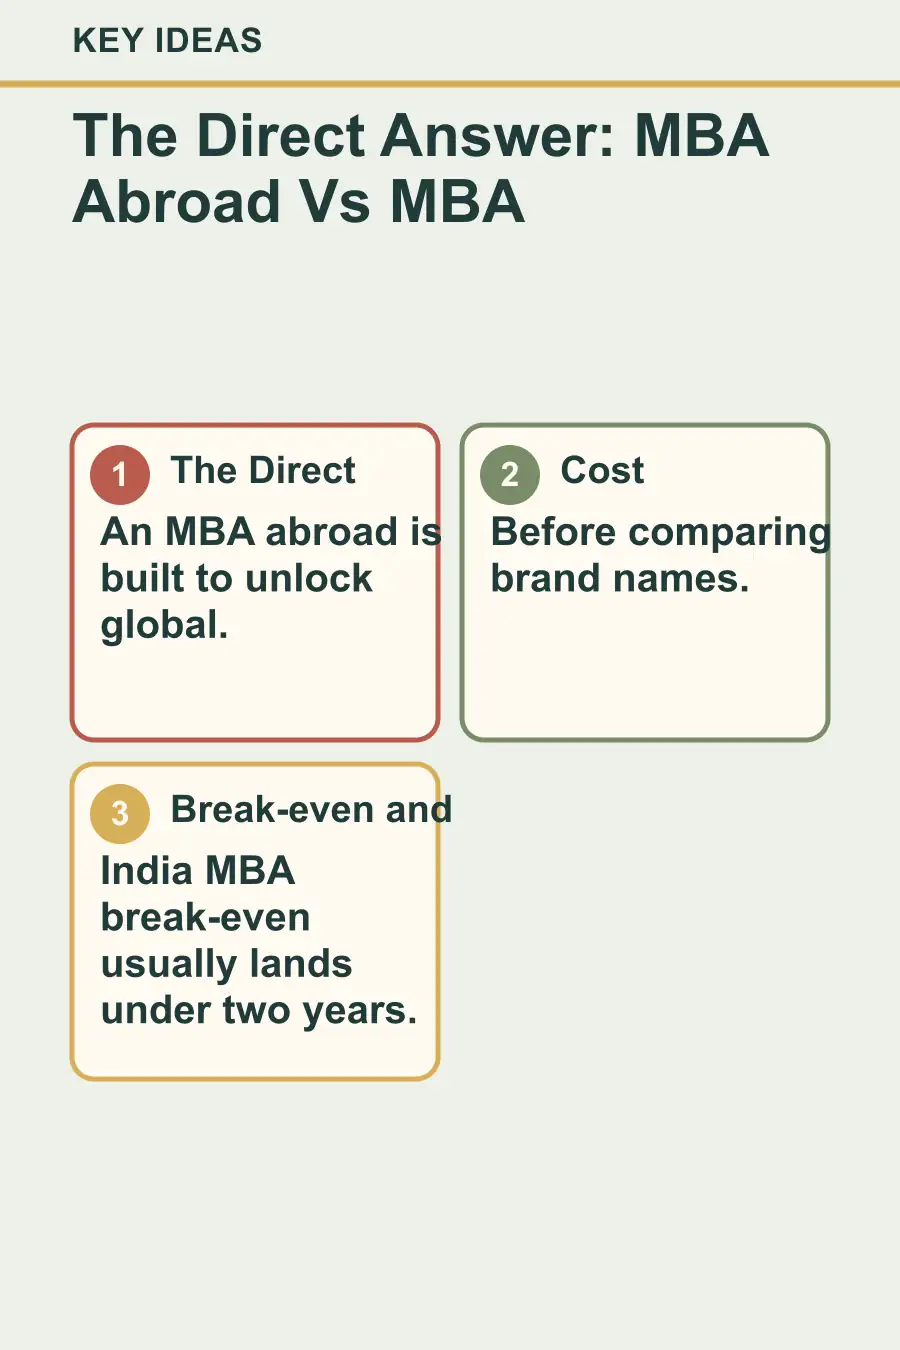 KEY IDEAS
The Direct Answer: MBA
Abroad Vs MBA
1 The Direct
An MBA abroad is
built to unlock
global.
2 Cost
Before comparing
brand names.
3 Break-even and
India MBA
break-even
usually lands
under two years.